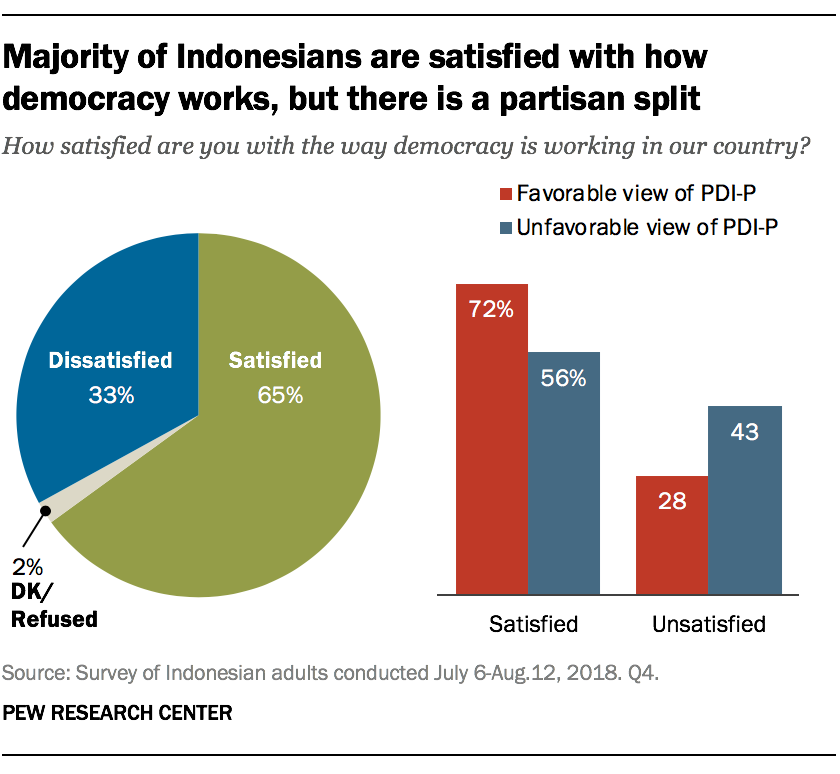 Majority of Indonesians are satisfied with how
democracy works, but there is a partisan split
How satisfied are you with the way democracy is working in our country?
Favorable view of PDI-P
Unfavorable view of PDI-P
Dissatisfied
33%
Satisfied
65%
2%
DK/
Refused
72%
56%
28
43
Satisfied
Unsatisfied
Source: Survey of Indonesian adults conducted July 6-Aug.12, 2018. Q4.
PEW RESEARCH CENTER